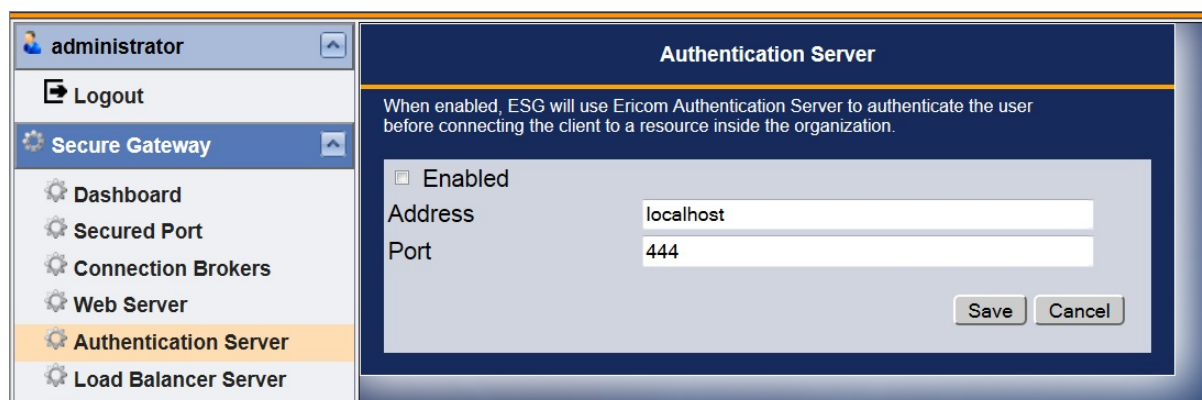 administrator
Logout
Secure Gateway
Dashboard
Secured Port
Connection Brokers
Web Server
Authentication Server
Load Balancer Server
Authentication Server
When enabled, ESG will use Ericom Authentication Server to authenticate the user
before connecting the client to a resource inside the organization.
Enabled
Address localhost
Port 444
Save Cancel